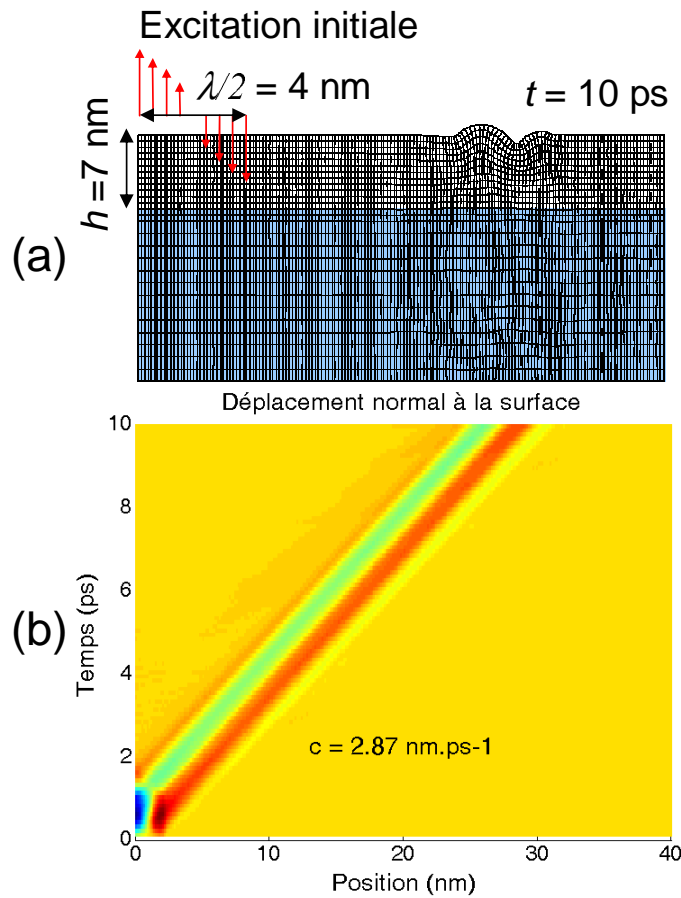 Excitation initiale
λ/2 = 4 nm
t = 10 ps
h=7 nm
(a)
Déplacement normal à la surface
10
8
6
4
2
0
Temps (ps)
(b)
c = 2.87 nm.ps-1
0 10 20 30 40
Position (nm)